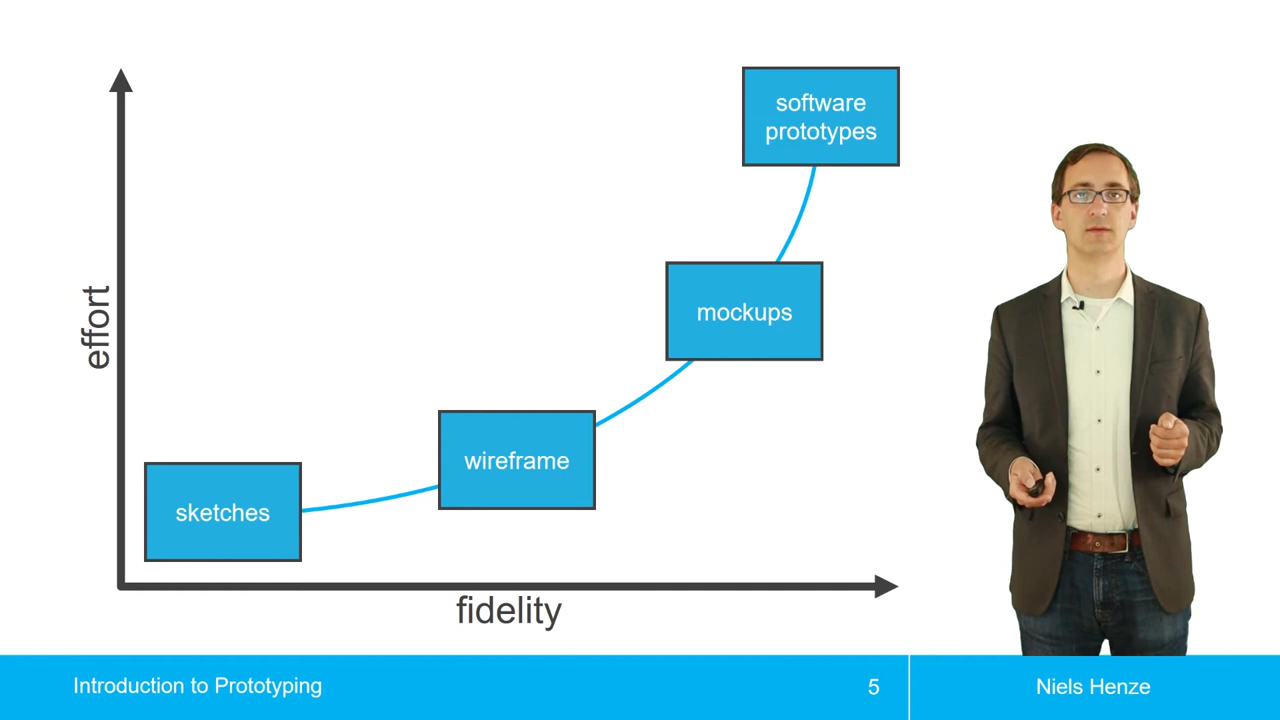 software
prototypes
mockups
effort
wireframe
sketches
fidelity
Introduction to Prototyping
5
Niels Henze